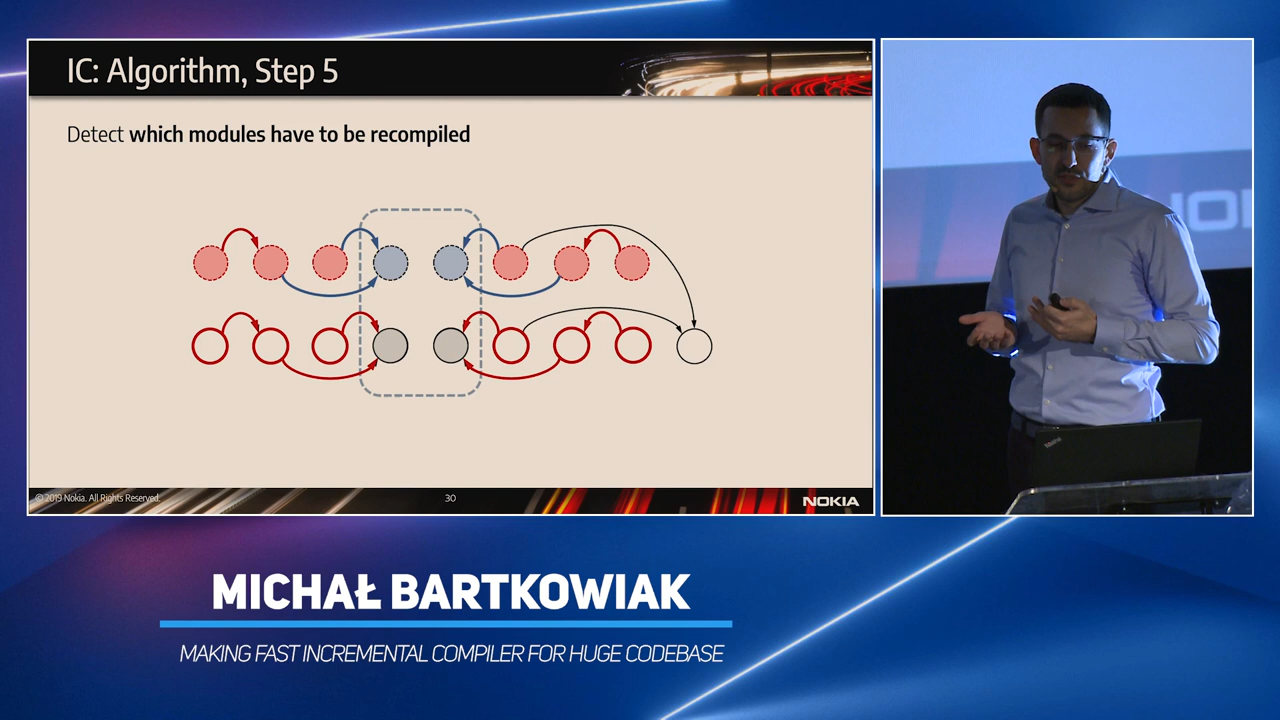 IC: Algorithm, Step 5
Detect which modules have to be recompiled
© 2019 Nokia. All Rights Reserved.
30
NOKIA
MICHAŁ BARTKOWIAK
MAKING FAST INCREMENTAL COMPILER FOR HUGE CODEBASE